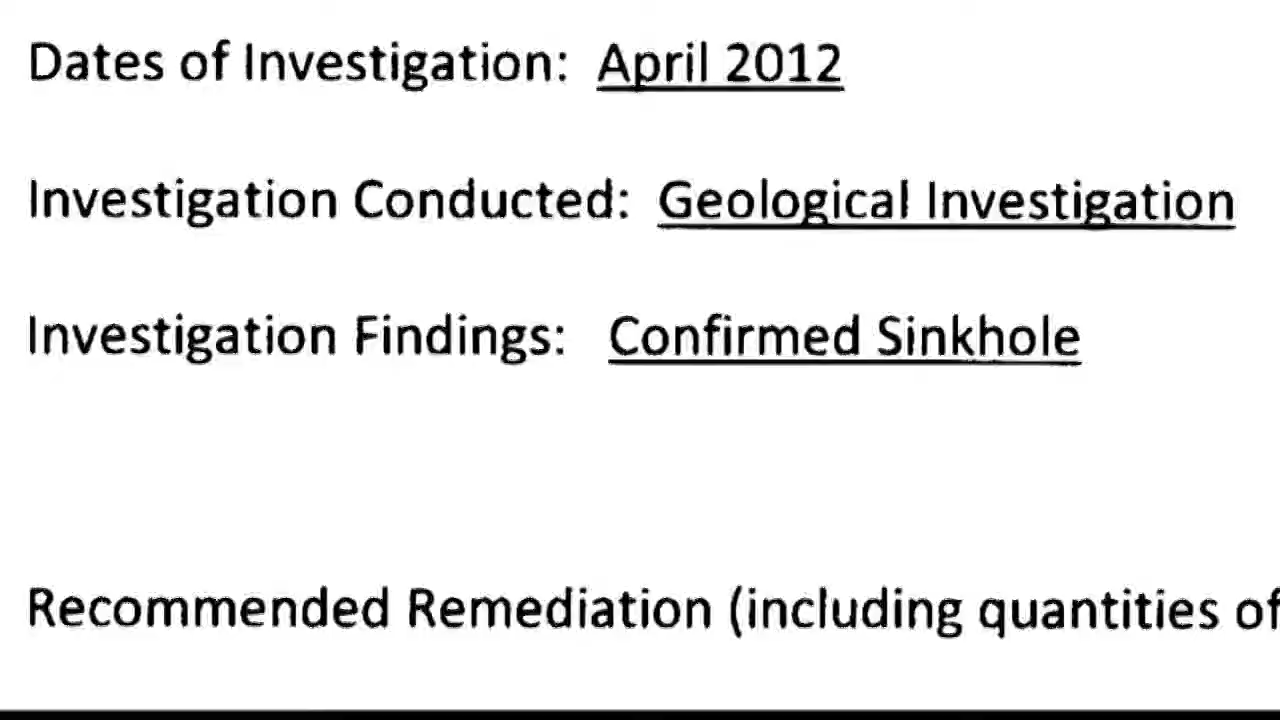 Dates of Investigation: April 2012
Investigation Conducted: Geological Investigation
Investigation Findings: Confirmed Sinkhole
Recommended Remediation (including quantities of